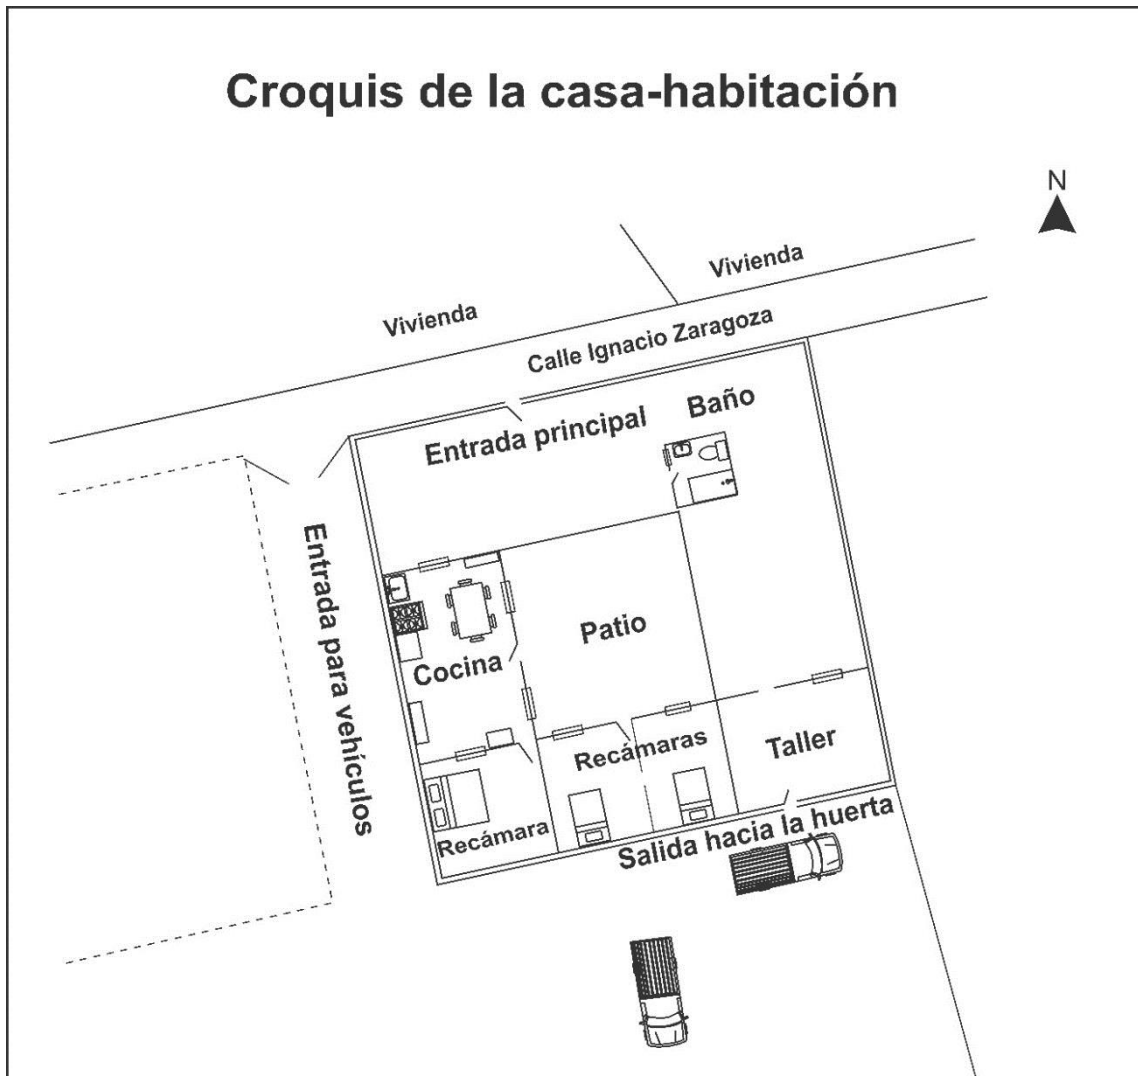 Croquis de la casa-habitación
N
Vivienda
Vivienda
Calle Ignacio Zaragoza
Baño
Entrada principal
Entrada para vehículos
Patio
Cocina
Recámaras
Taller
Recámara
Salida hacia la huerta